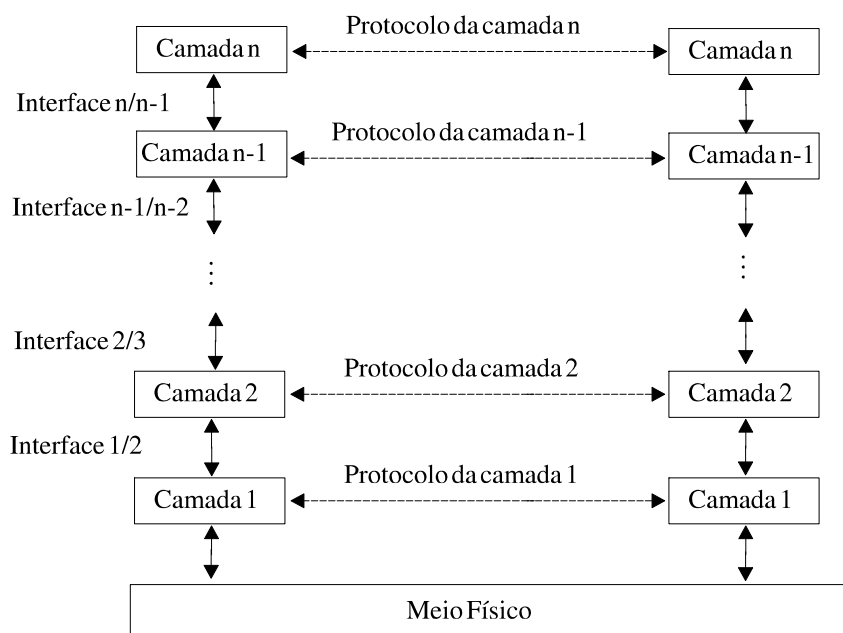 Protocolo da camada n
Camada n
Camada n
Interface n/n-1
Protocolo da camada n-1
Camada n-1
Camada n-1
Interface n-1/n-2
...
...
Interface 2/3
Protocolo da camada 2
Camada 2
Camada 2
Interface 1/2
Protocolo da camada 1
Camada 1
Camada 1
Meio Físico